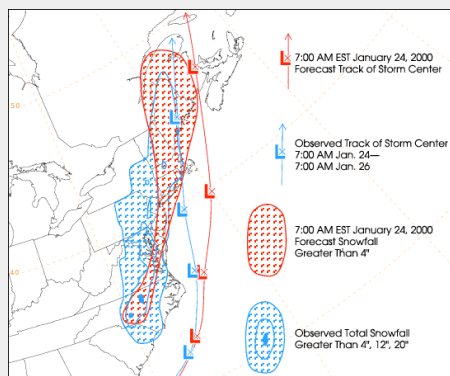 7:00 AM EST January 24, 2000
Forecast Track of Storm Center
Observed Track of Storm Center
7:00 AM Jan. 24—
7:00 AM Jan. 26
7:00 AM EST January 24, 2000
Forecast Snowfall
Greater Than 4"
Observed Total Snowfall
Greater Than 4", 12", 20"
50
40
L
L
L
L
L
L
L
L
L
L